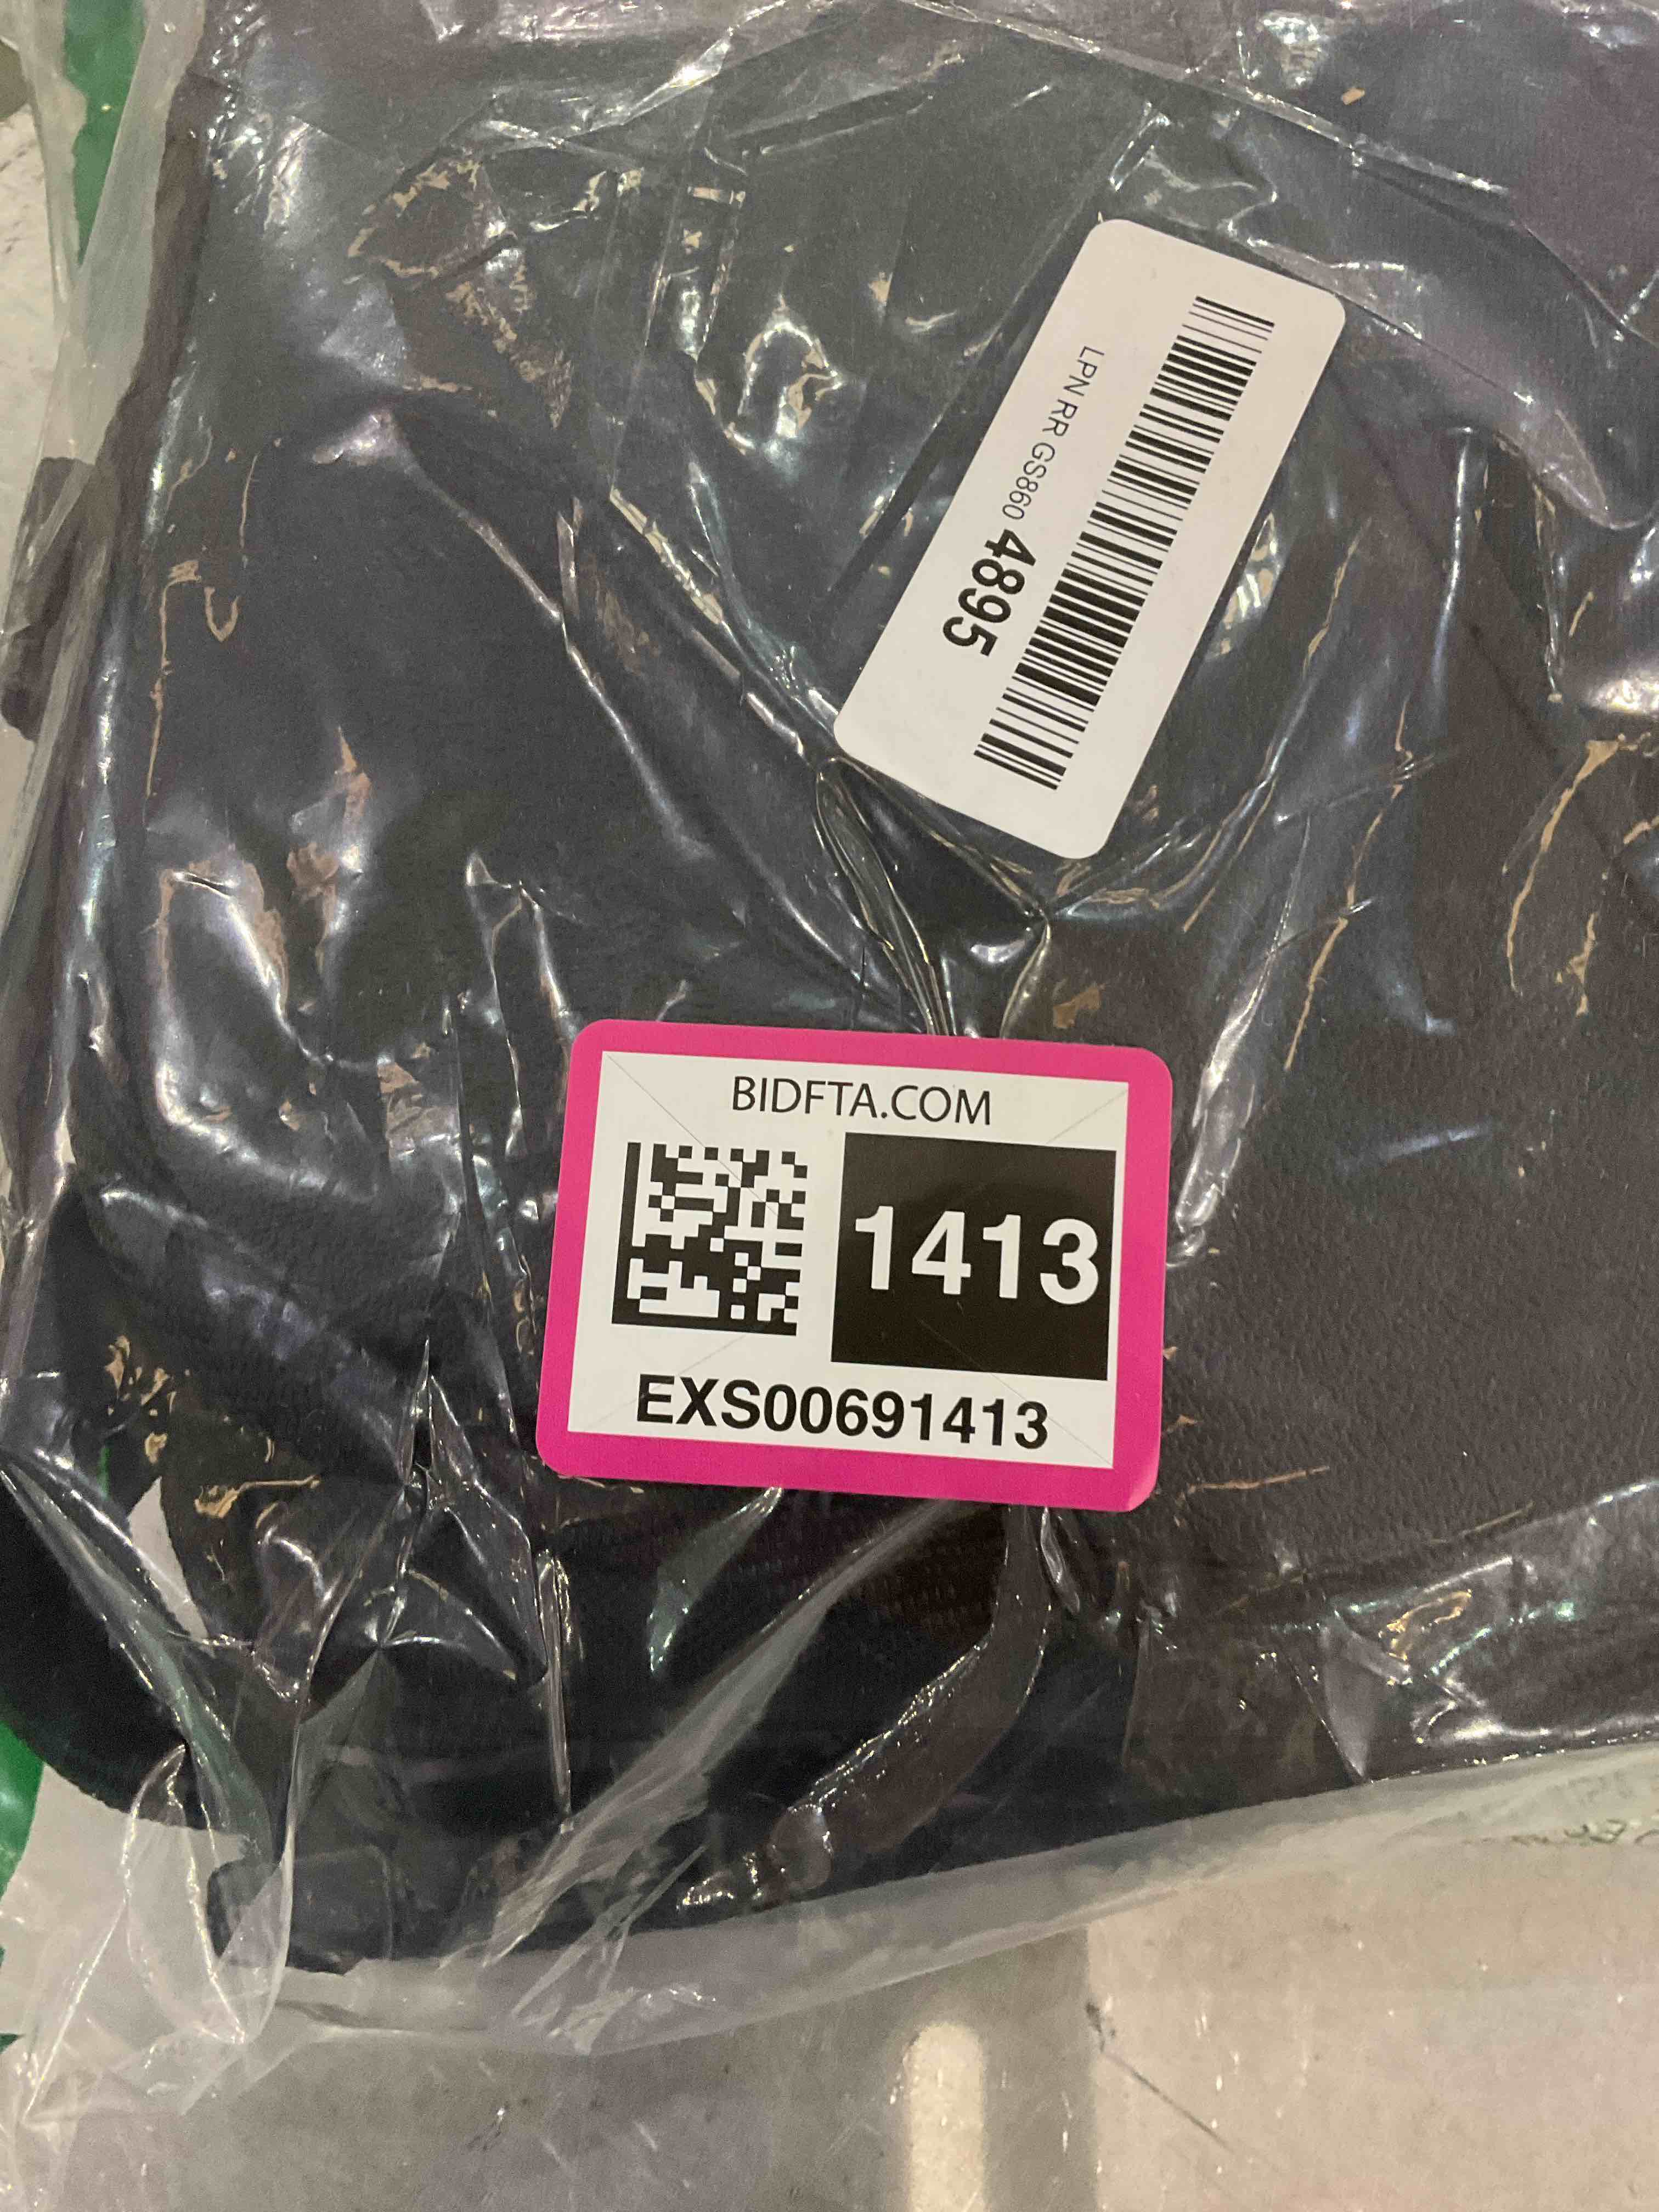 LPN RR GS860 4895
BIDFTA.COM
1413
EXS00691413